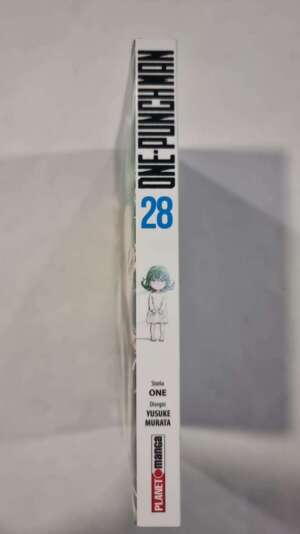 ONE-PUNCH MAN
28
Storia
ONE
Disegni
YUSUKE
MURATA
PLANET manga